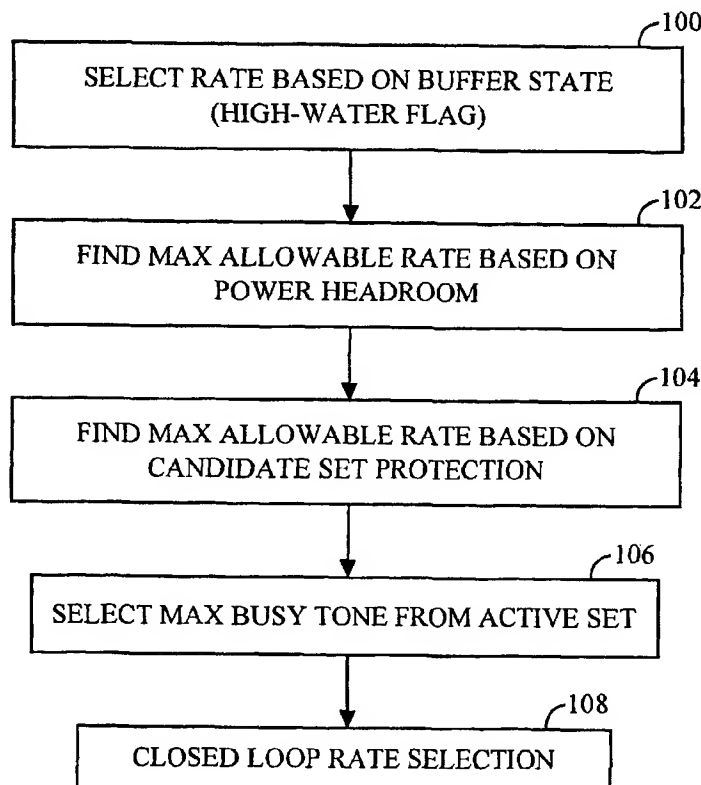 100
SELECT RATE BASED ON BUFFER STATE
(HIGH-WATER FLAG)
102
FIND MAX ALLOWABLE RATE BASED ON
POWER HEADROOM
104
FIND MAX ALLOWABLE RATE BASED ON
CANDIDATE SET PROTECTION
106
SELECT MAX BUSY TONE FROM ACTIVE SET
108
CLOSED LOOP RATE SELECTION